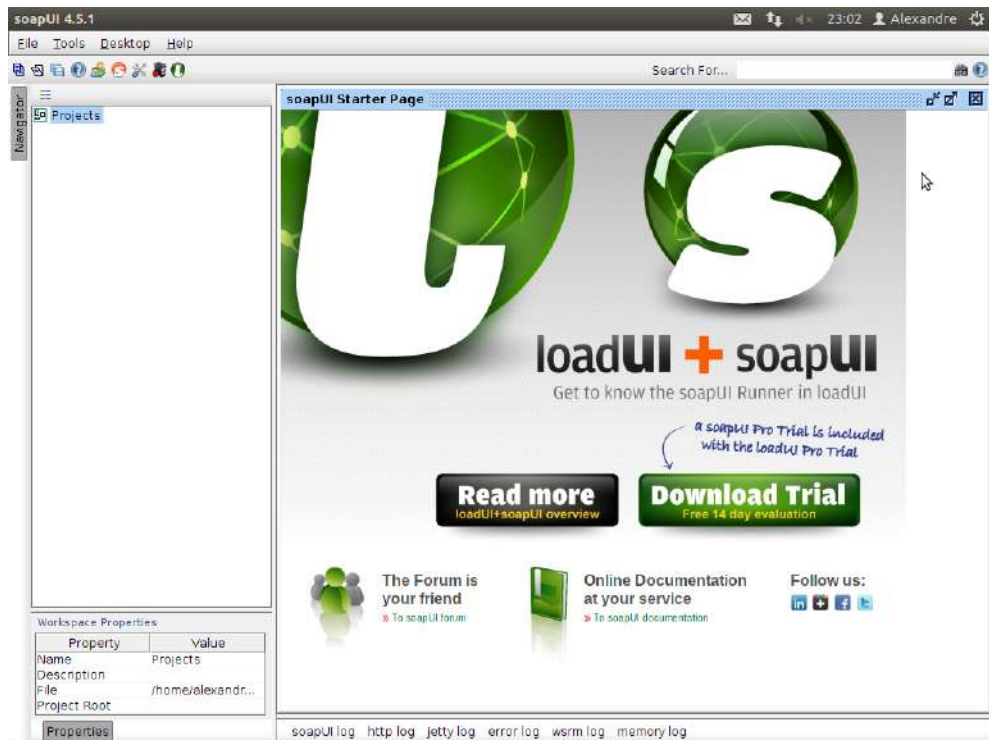 soapUI 4.5.1
23:02 Alexandre
File Tools Desktop Help
Search For...
Navigator
Projects
soapUI Starter Page
l s
loadUI + soapUI
Get to know the soapUI Runner in loadUI
a soapUI Pro Trial is included
with the loadUI Pro Trial
Read more
loadUI+soapUI overview
Download Trial
Free 14 day evaluation
The Forum is
your friend
» To soapUI forum
Online Documentation
at your service
» To soapUI documentation
Follow us:
in + f t
Workspace Properties
Property Value
Name Projects
Description
File /home/alexandr...
Project Root
Properties
soapUI log http log jetty log error log wsrm log memory log